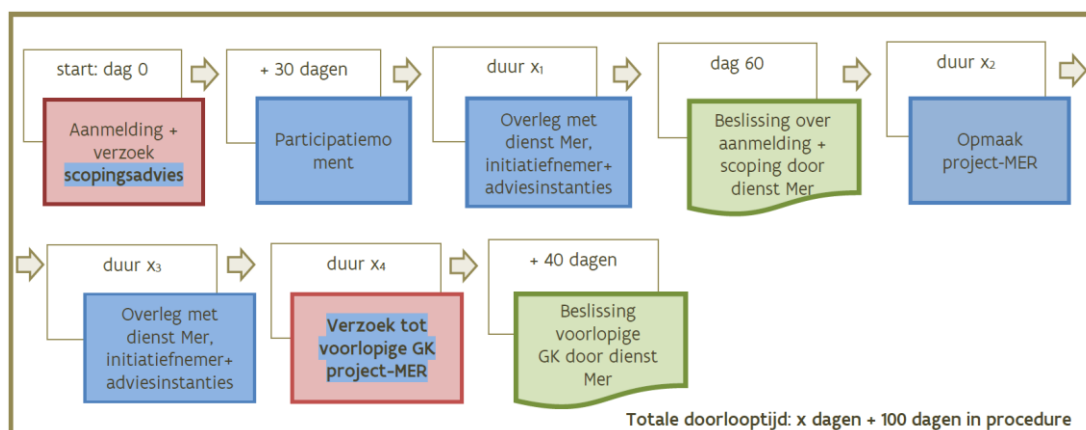 start: dag 0
Aanmelding +
verzoek
scopingsadvies
+ 30 dagen
Participatiemo
ment
duur x₁
Overleg met
dienst Mer,
initiatiefnemer+
adviesinstanties
dag 60
Beslissing over
aanmelding +
scoping door
dienst Mer
duur x₂
Opmaak
project-MER
duur x₃
Overleg met
dienst Mer,
initiatiefnemer+
adviesinstanties
duur x₄
Verzoek tot
voorlopige GK
project-MER
+ 40 dagen
Beslissing
voorlopige
GK door dienst
Mer
Totale doorlooptijd: x dagen + 100 dagen in procedure